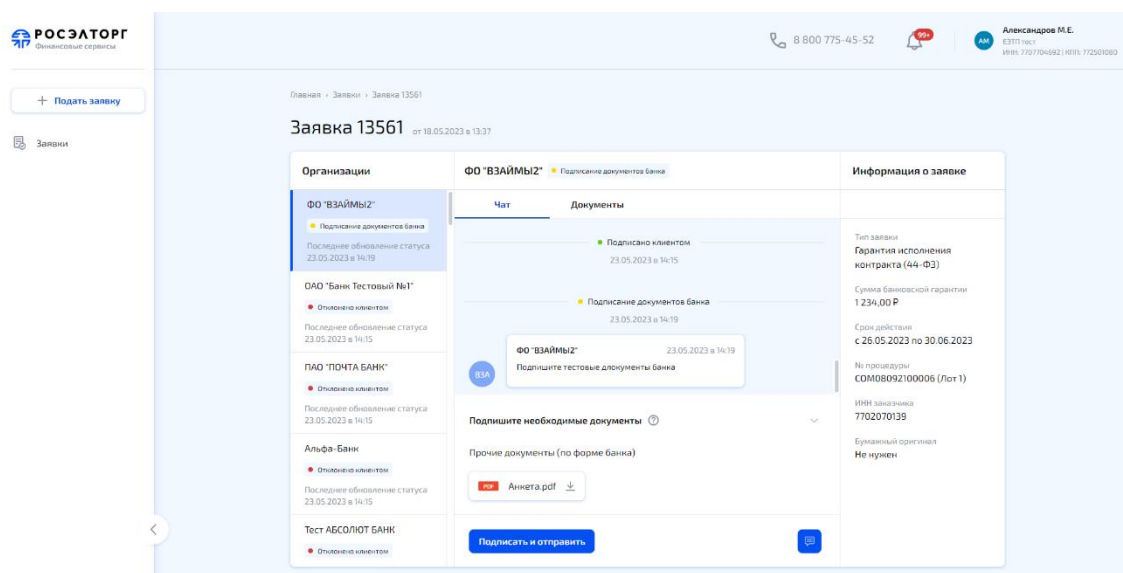 РОСЭЛТОРГ
Финансовые сервисы
8 800 775-45-52
99+
АМ
Александров М.Е.
ЕЭТП тест
ИНН: 7707704692 | КПП: 772501080
+ Подать заявку
Заявки
Главная › Заявки › Заявка 13561
Заявка 13561 от 18.05.2023 в 13:37
Организации
ФО "ВЗАЙМЫ2"
Подписание документов банка
Последнее обновление статуса
23.05.2023 в 14:19
ОАО "Банк Тестовый №1"
Отклонено клиентом
Последнее обновление статуса
23.05.2023 в 14:15
ПАО "ПОЧТА БАНК"
Отклонено клиентом
Последнее обновление статуса
23.05.2023 в 14:15
Альфа-Банк
Отклонено клиентом
Последнее обновление статуса
23.05.2023 в 14:15
Тест АБСОЛЮТ БАНК
Отклонено клиентом
ФО "ВЗАЙМЫ2" Подписание документов банка
Чат Документы
Подписано клиентом
23.05.2023 в 14:15
Подписание документов банка
23.05.2023 в 14:19
ВЗА
ФО "ВЗАЙМЫ2" 23.05.2023 в 14:19
Подпишите тестовые длокументы банка
Подпишите необходимые документы
Прочие документы (по форме банка)
PDF Анкета.pdf
Подписать и отправить
Информация о заявке
Тип заявки
Гарантия исполнения
контракта (44-ФЗ)
Сумма банковской гарантии
1 234,00 ₽
Срок действия
с 26.05.2023 по 30.06.2023
№ процедуры
COM08092100006 (Лот 1)
ИНН заказчика
7702070139
Бумажный оригинал
Не нужен